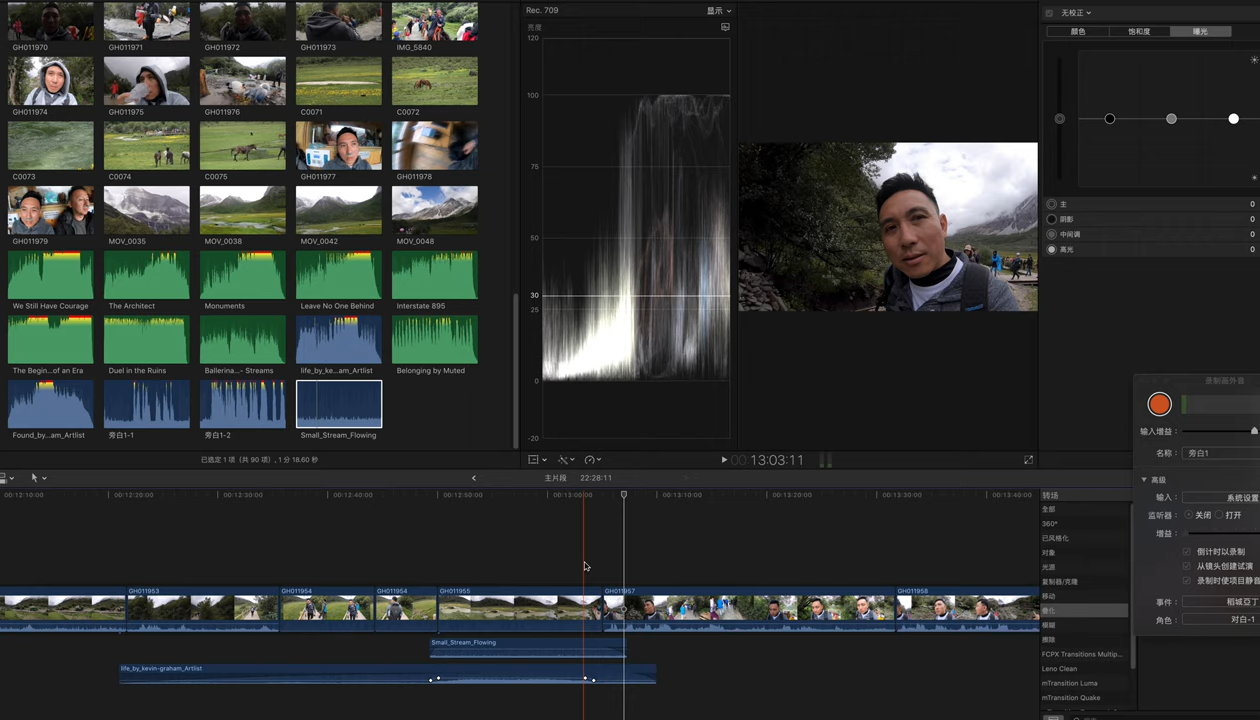 GH011970
GH011971
GH011972
GH011973
IMG_5840
GH011974
GH011975
GH011976
C0071
C0072
C0073
C0074
C0075
GH011977
GH011978
GH011979
MOV_0035
MOV_0038
MOV_0042
MOV_0048
We Still Have Courage
The Architect
Monuments
Leave No One Behind
Interstate 895
The Begin...of an Era
Duel in the Ruins
Ballerina...- Streams
life_by_ke...am_Artlist
Belonging by Muted
Found_by...am_Artlist
旁白1-1
旁白1-2
Small_Stream_Flowing
已选定 1 项（共 90 项），1 分 18.60 秒
Rec. 709
显示
亮度
120
100
75
50
30
25
0
-20
00 13:03:11
无校正
颜色
饱和度
曝光
主 0
阴影 0
中间调 0
高光 0
录制画外音
输入增益：
名称： 旁白1
高级
输入： 系统设置
监听器： 关闭 打开
增益：
倒计时以录制
从镜头创建试演
录制时使项目静音
事件： 稻城亞丁
角色： 对白-1
主片段 22:28:11
00:12:10:00
00:12:20:00
00:12:30:00
00:12:40:00
00:12:50:00
00:13:00:00
00:13:10:00
00:13:20:00
00:13:30:00
00:13:40:00
GH011953
GH011954
GH011954
GH011955
GH011957
GH011958
Small_Stream_Flowing
life_by_kevin-graham_Artlist
转场
全部
360°
已风格化
对象
光源
复制器/克隆
移动
叠化
模糊
擦除
FCPX Transitions Multip...
Leno Clean
mTransition Luma
mTransition Quake